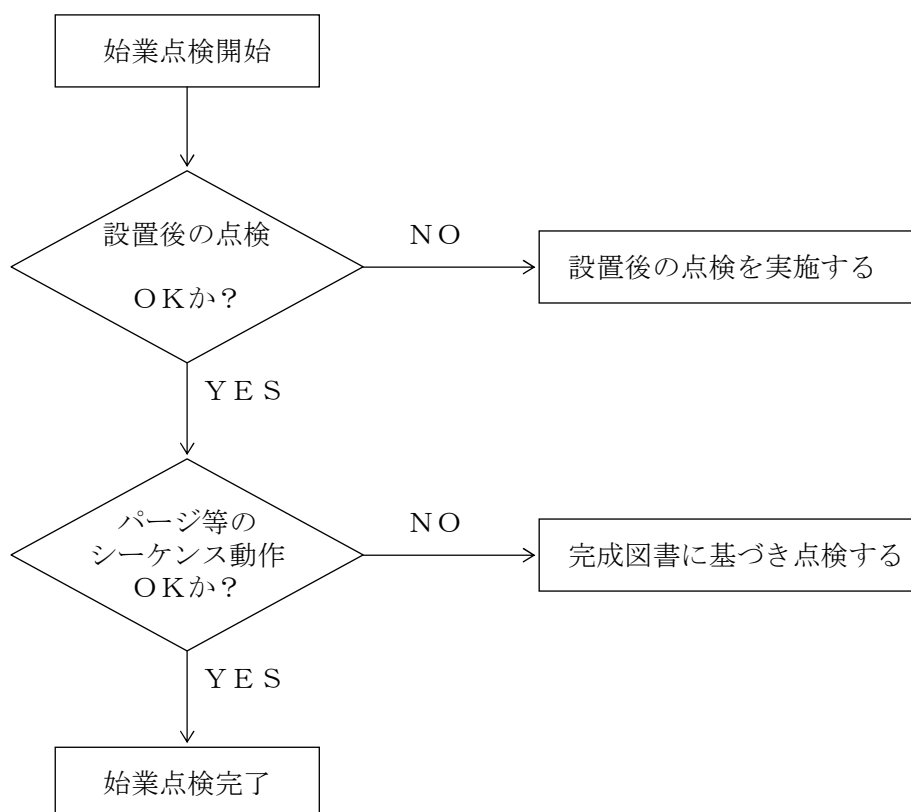 始業点検開始
設置後の点検
ＯＫか？
ＮＯ
設置後の点検を実施する
ＹＥＳ
パージ等の
シーケンス動作
ＯＫか？
ＮＯ
完成図書に基づき点検する
ＹＥＳ
始業点検完了